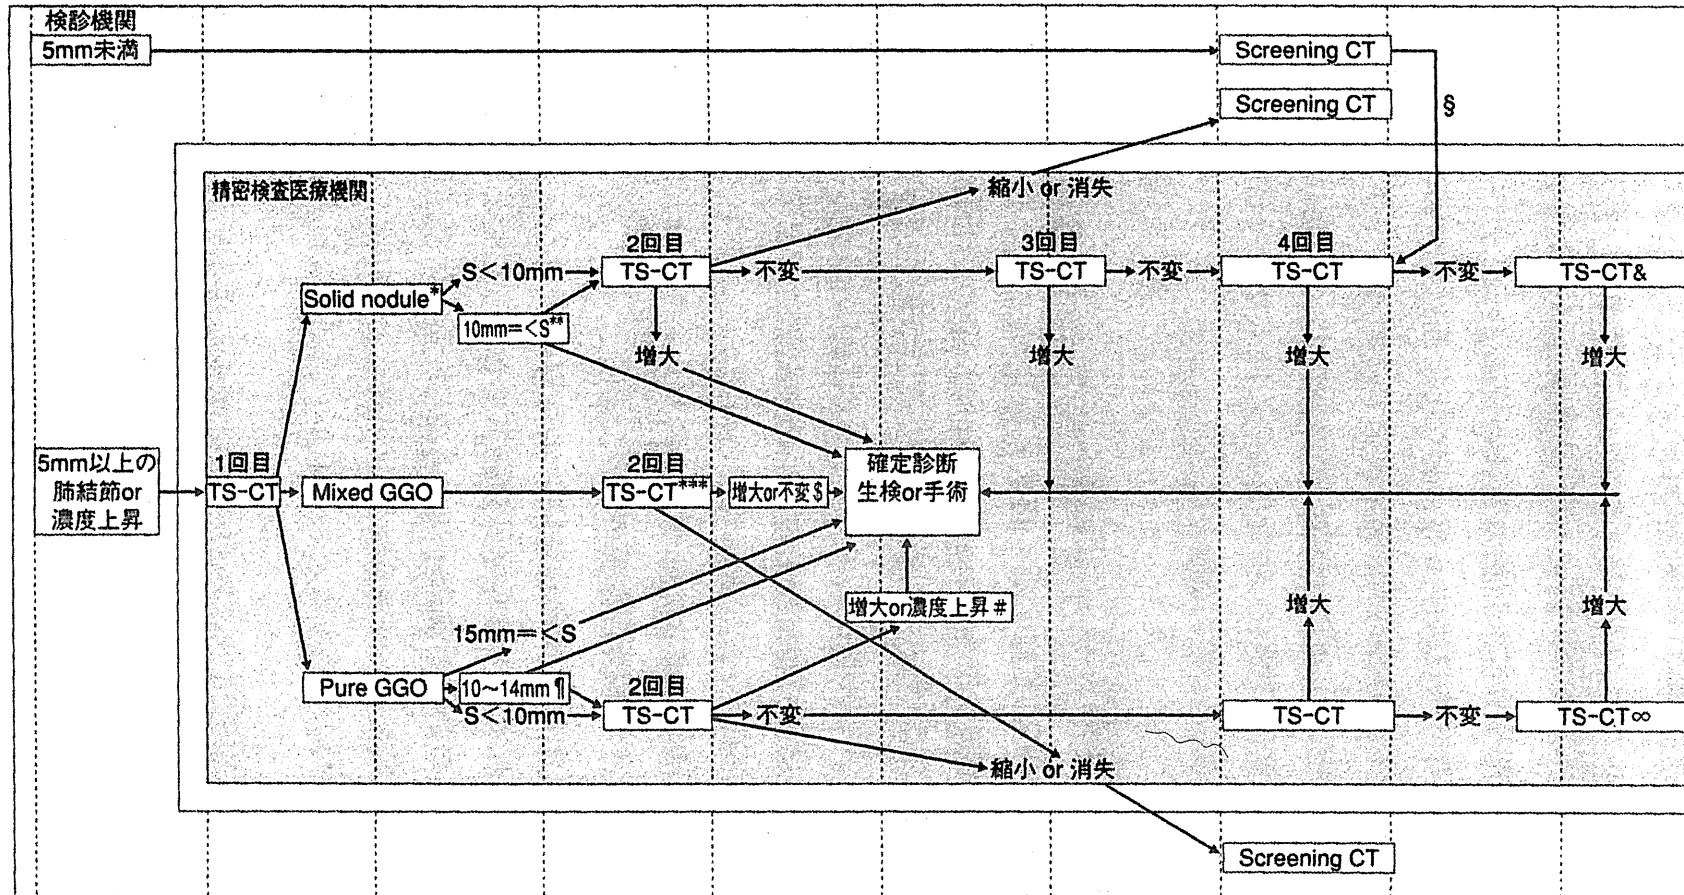 検診機関
5mm未満
Screening CT
Screening CT
§
精密検査医療機関
縮小 or 消失
2回目
3回目
4回目
S<10mm
TS-CT
不変
TS-CT
不変
TS-CT
不変
TS-CT&
Solid nodule*
10mm=<S**
増大
増大
増大
増大
5mm以上の
肺結節or
濃度上昇
1回目
TS-CT
Mixed GGO
2回目
TS-CT***
増大or不変$
確定診断
生検or手術
増大or濃度上昇#
増大
増大
15mm=<S
Pure GGO
10~14mm¶
S<10mm
2回目
TS-CT
不変
TS-CT
不変
TS-CT∞
縮小 or 消失
Screening CT